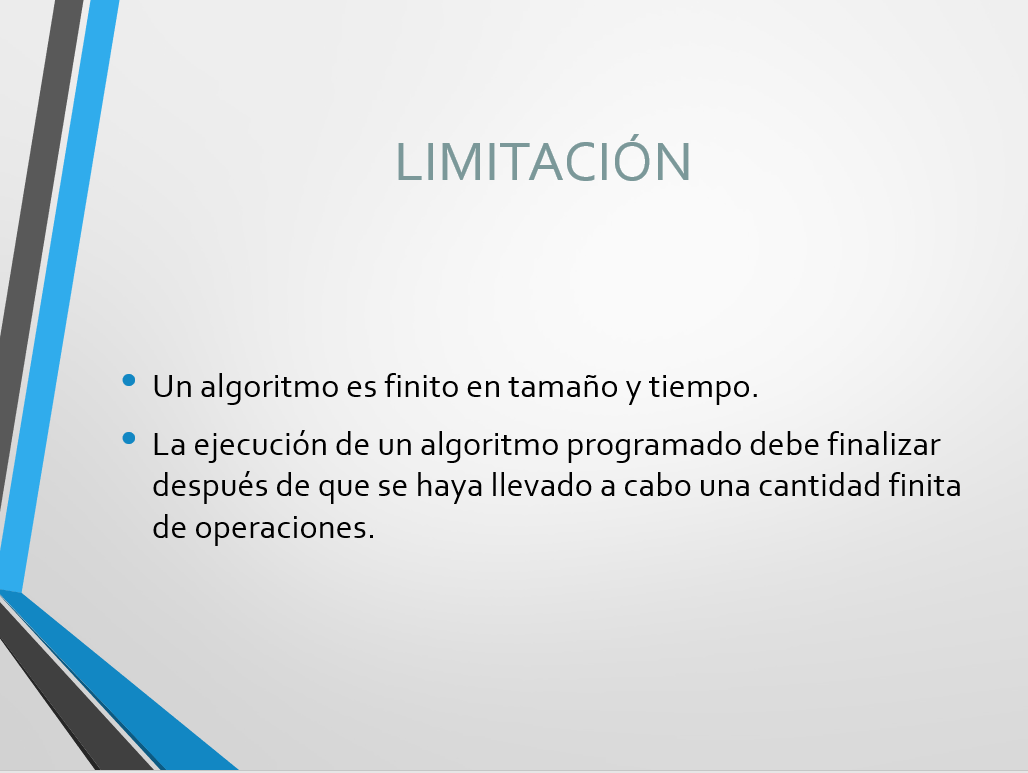 LIMITACIÓN
• Un algoritmo es finito en tamaño y tiempo.
• La ejecución de un algoritmo programado debe finalizar
después de que se haya llevado a cabo una cantidad finita
de operaciones.